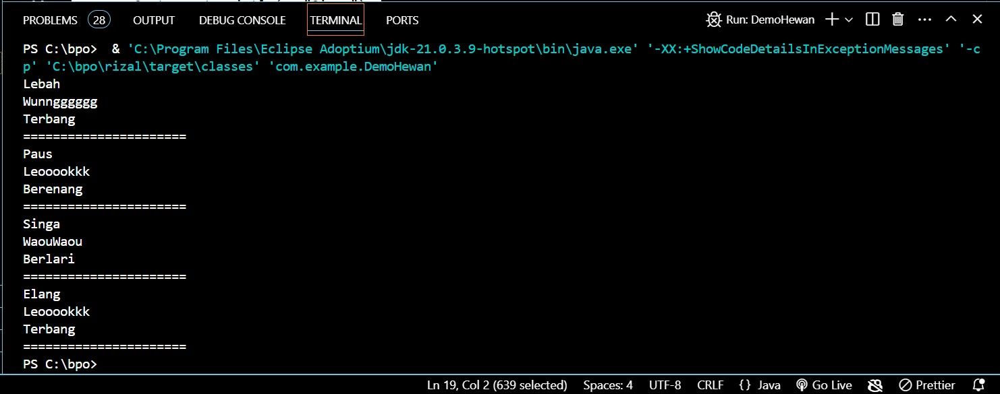 PROBLEMS 28 OUTPUT DEBUG CONSOLE TERMINAL PORTS Run: DemoHewan
PS C:\bpo> & 'C:\Program Files\Eclipse Adoptium\jdk-21.0.3.9-hotspot\bin\java.exe' '-XX:+ShowCodeDetailsInExceptionMessages' '-c
p' 'C:\bpo\rizal\target\classes' 'com.example.DemoHewan'
Lebah
Wunngggggg
Terbang
======================
Paus
Leooookkk
Berenang
======================
Singa
WaouWaou
Berlari
======================
Elang
Leooookkk
Terbang
======================
PS C:\bpo>
Ln 19, Col 2 (639 selected) Spaces: 4 UTF-8 CRLF {} Java Go Live Prettier